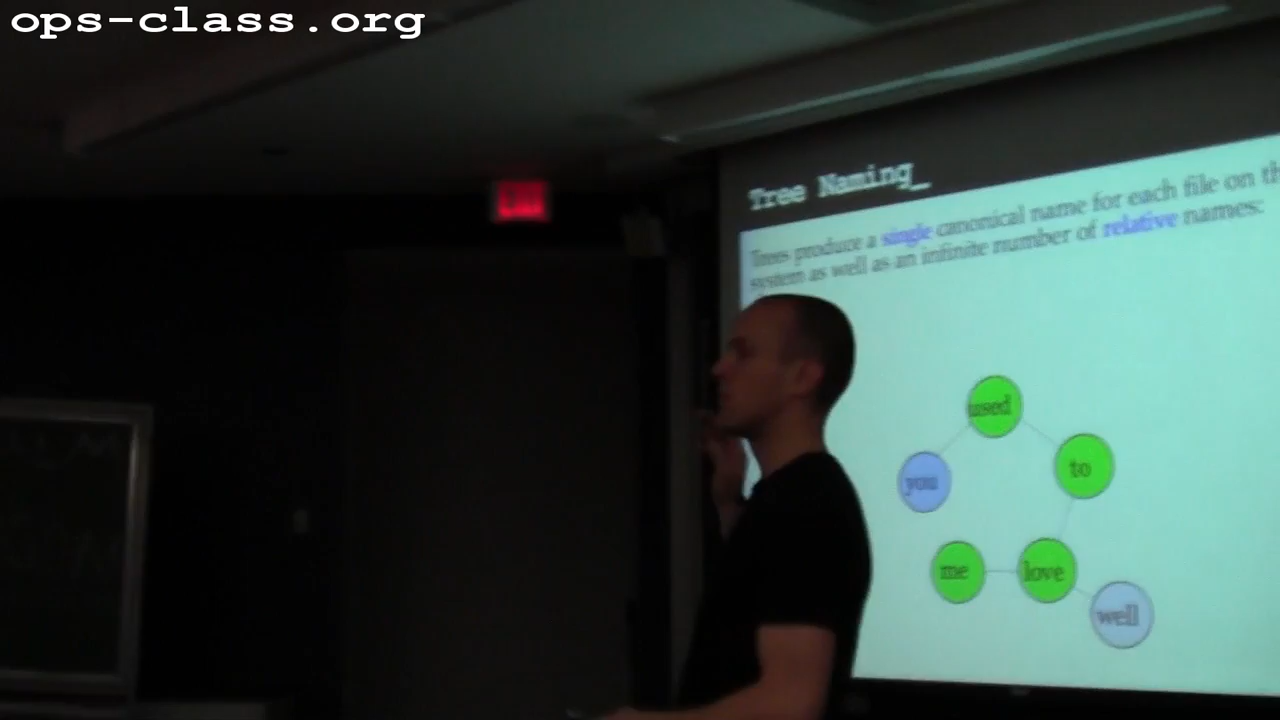 ops-class.org
Tree Naming_
Trees produce a single canonical name for each file on th
system as well as an infinite number of relative names:
used
to
you
me
love
well